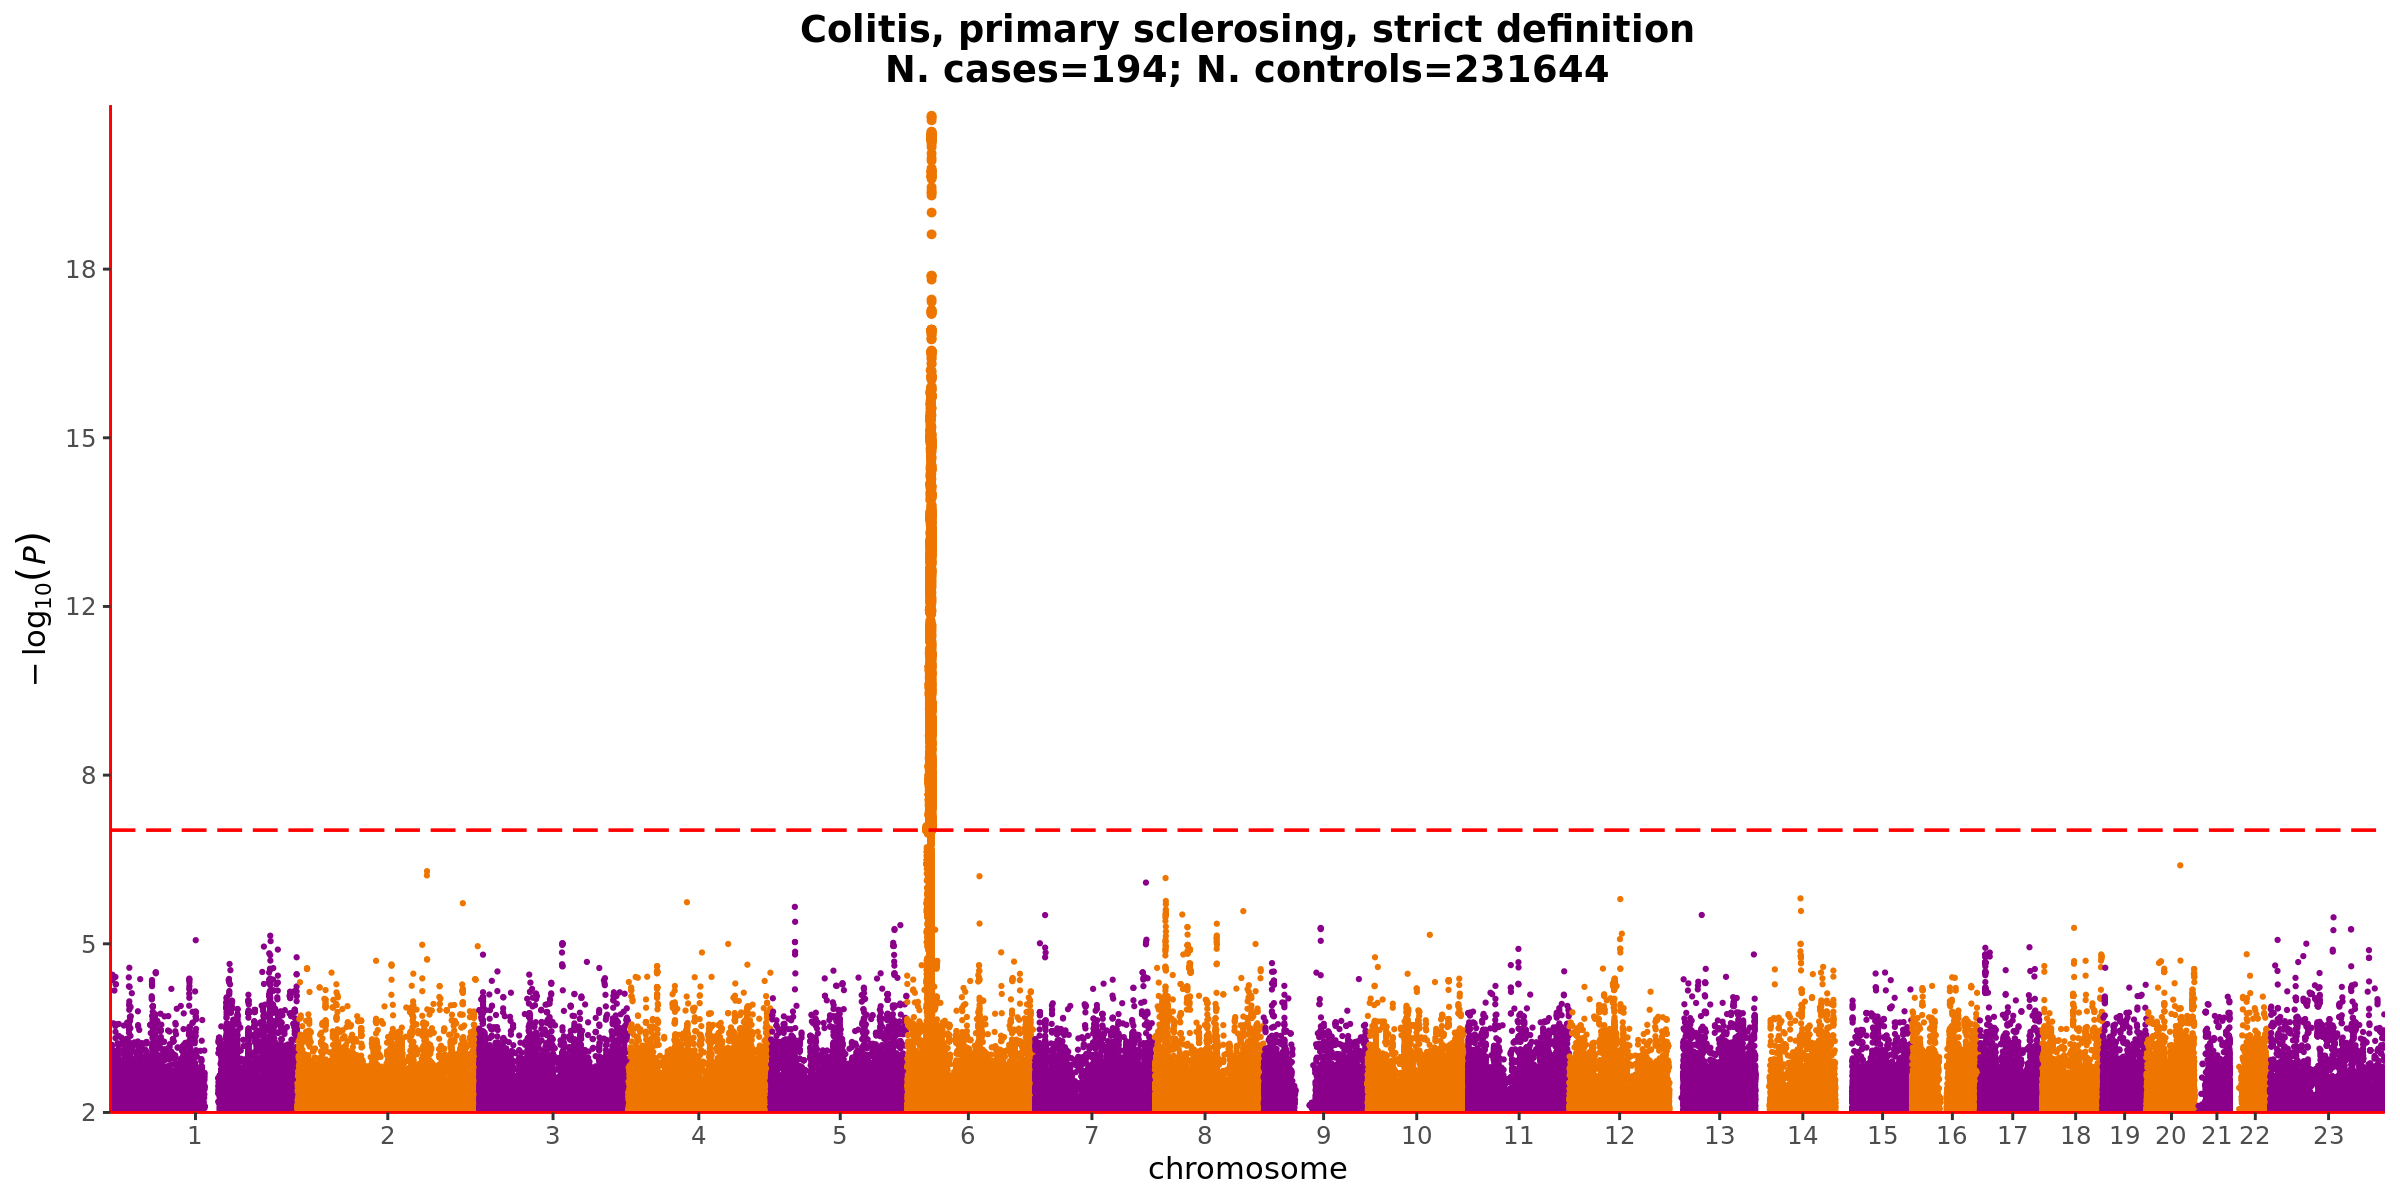 Colitis, primary sclerosing, strict definition
N. cases=194; N. controls=231644
18
15
12
8
5
2
− log10(P)
1 2 3 4 5 6 7 8 9 10 11 12 13 14 15 16 17 18 19 20 21 22 23
chromosome